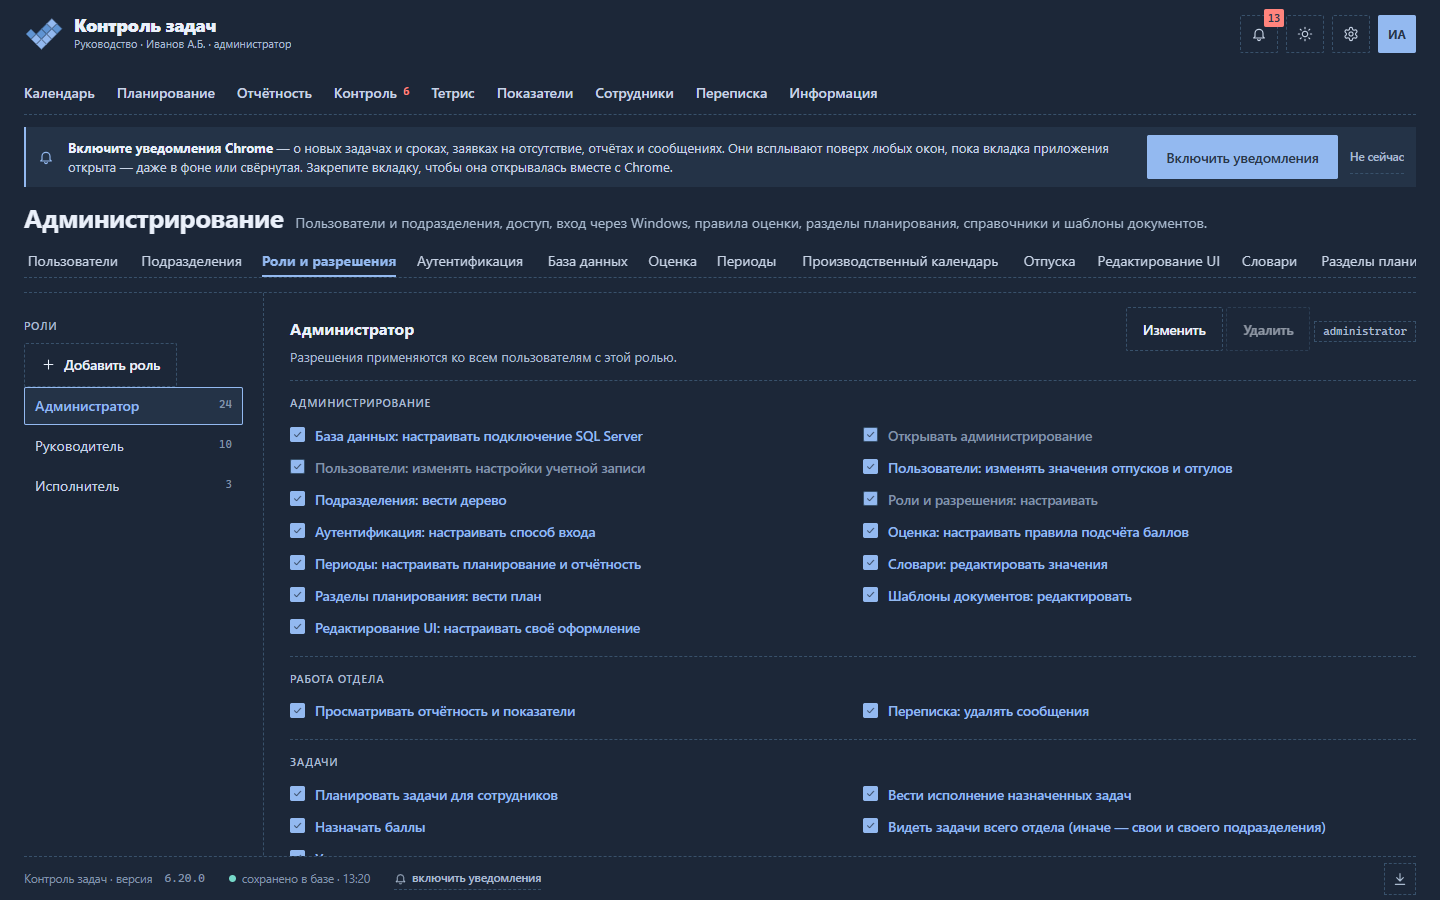 Контроль задач
Руководство · Иванов А.Б. · администратор
13
ИА
Календарь
Планирование
Отчётность
Контроль 6
Тетрис
Показатели
Сотрудники
Переписка
Информация
Включите уведомления Chrome — о новых задачах и сроках, заявках на отсутствие, отчётах и сообщениях. Они всплывают поверх любых окон, пока вкладка приложения
открыта — даже в фоне или свёрнутая. Закрепите вкладку, чтобы она открывалась вместе с Chrome.
Включить уведомления
Не сейчас
Администрирование
Пользователи и подразделения, доступ, вход через Windows, правила оценки, разделы планирования, справочники и шаблоны документов.
Пользователи
Подразделения
Роли и разрешения
Аутентификация
База данных
Оценка
Периоды
Производственный календарь
Отпуска
Редактирование UI
Словари
Разделы плани
РОЛИ
Добавить роль
Администратор 24
Руководитель 10
Исполнитель 3
Администратор
Изменить
Удалить
administrator
Разрешения применяются ко всем пользователям с этой ролью.
АДМИНИСТРИРОВАНИЕ
База данных: настраивать подключение SQL Server
Открывать администрирование
Пользователи: изменять настройки учетной записи
Пользователи: изменять значения отпусков и отгулов
Подразделения: вести дерево
Роли и разрешения: настраивать
Аутентификация: настраивать способ входа
Оценка: настраивать правила подсчёта баллов
Периоды: настраивать планирование и отчётность
Словари: редактировать значения
Разделы планирования: вести план
Шаблоны документов: редактировать
Редактирование UI: настраивать своё оформление
РАБОТА ОТДЕЛА
Просматривать отчётность и показатели
Переписка: удалять сообщения
ЗАДАЧИ
Планировать задачи для сотрудников
Вести исполнение назначенных задач
Назначать баллы
Видеть задачи всего отдела (иначе — свои и своего подразделения)
Контроль задач · версия 6.20.0
сохранено в базе · 13:20
включить уведомления